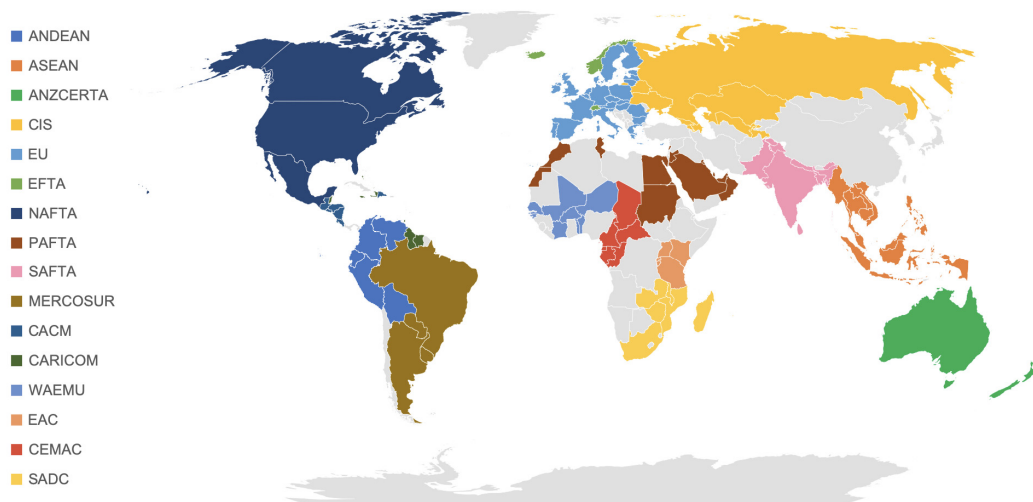 ANDEAN
ASEAN
ANZCERTA
CIS
EU
EFTA
NAFTA
PAFTA
SAFTA
MERCOSUR
CACM
CARICOM
WAEMU
EAC
CEMAC
SADC